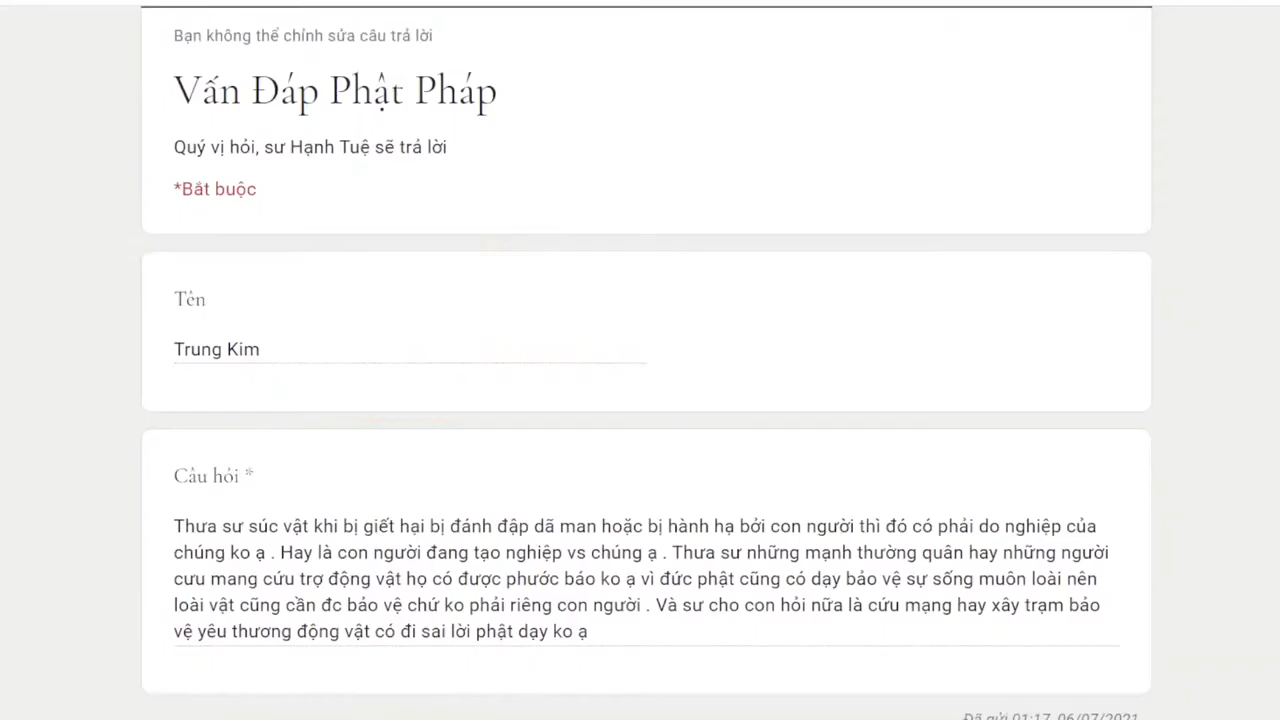 Bạn không thể chỉnh sửa câu trả lời
Vấn Đáp Phật Pháp
Quý vị hỏi, sư Hạnh Tuệ sẽ trả lời
*Bắt buộc
Tên
Trung Kim
Câu hỏi *
Thưa sư súc vật khi bị giết hại bị đánh đập dã man hoặc bị hành hạ bởi con người thì đó có phải do nghiệp của
chúng ko ạ . Hay là con người đang tạo nghiệp vs chúng ạ . Thưa sư những mạnh thường quân hay những người
cưu mang cứu trợ động vật họ có được phước báo ko ạ vì đức phật cũng có dạy bảo vệ sự sống muôn loài nên
loài vật cũng cần đc bảo vệ chứ ko phải riêng con người . Và sư cho con hỏi nữa là cứu mạng hay xây trạm bảo
vệ yêu thương động vật có đi sai lời phật dạy ko ạ
Đã gửi 01:17, 06/07/2021